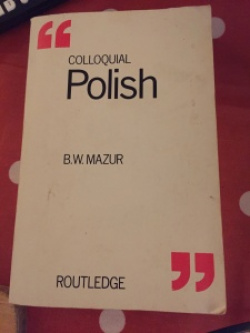 “
COLLOQUIAL
Polish
B.W. MAZUR
”
ROUTLEDGE